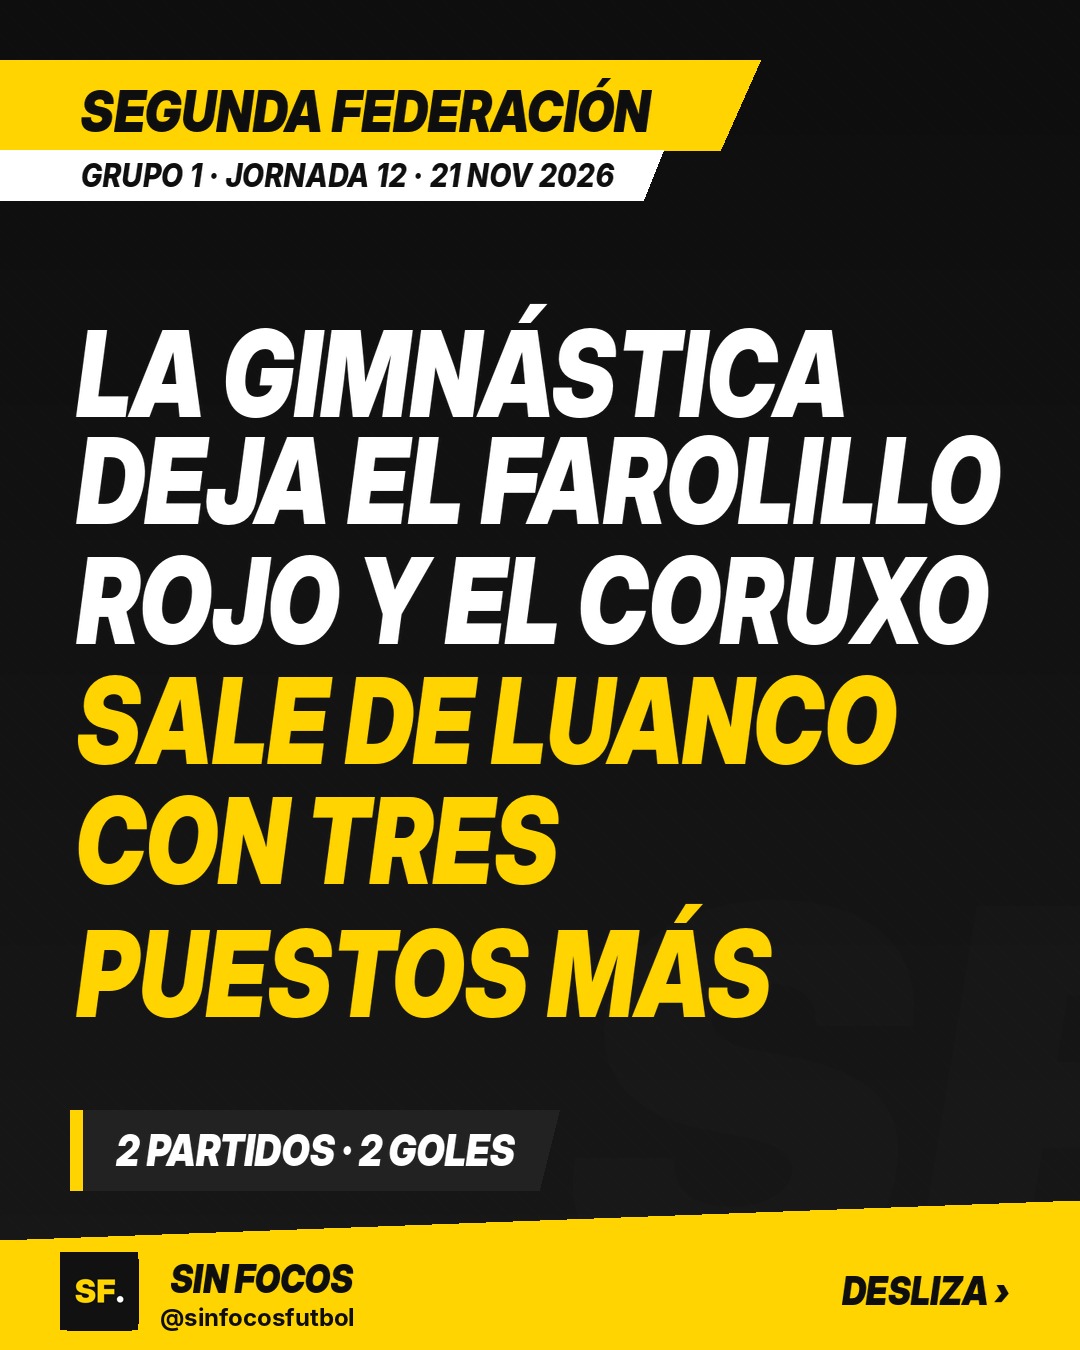 SEGUNDA FEDERACIÓN
GRUPO 1 · JORNADA 12 · 21 NOV 2026
LA GIMNÁSTICA
DEJA EL FAROLILLO
ROJO Y EL CORUXO
SALE DE LUANCO
CON TRES
PUESTOS MÁS
2 PARTIDOS · 2 GOLES
SF.
SIN FOCOS
@sinfocosfutbol
DESLIZA ›
SF